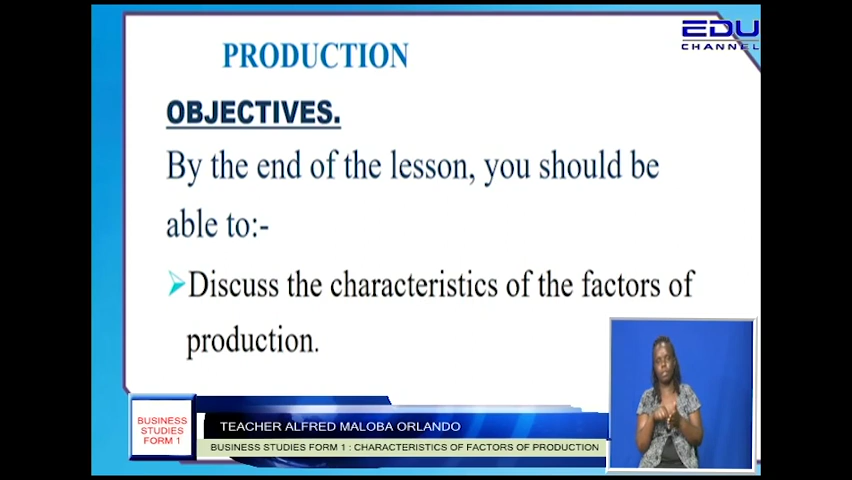 EDU
CHANNEL
PRODUCTION
OBJECTIVES.
By the end of the lesson, you should be
able to:-
Discuss the characteristics of the factors of
production.
BUSINESS
STUDIES
FORM 1
TEACHER ALFRED MALOBA ORLANDO
BUSINESS STUDIES FORM 1 : CHARACTERISTICS OF FACTORS OF PRODUCTION